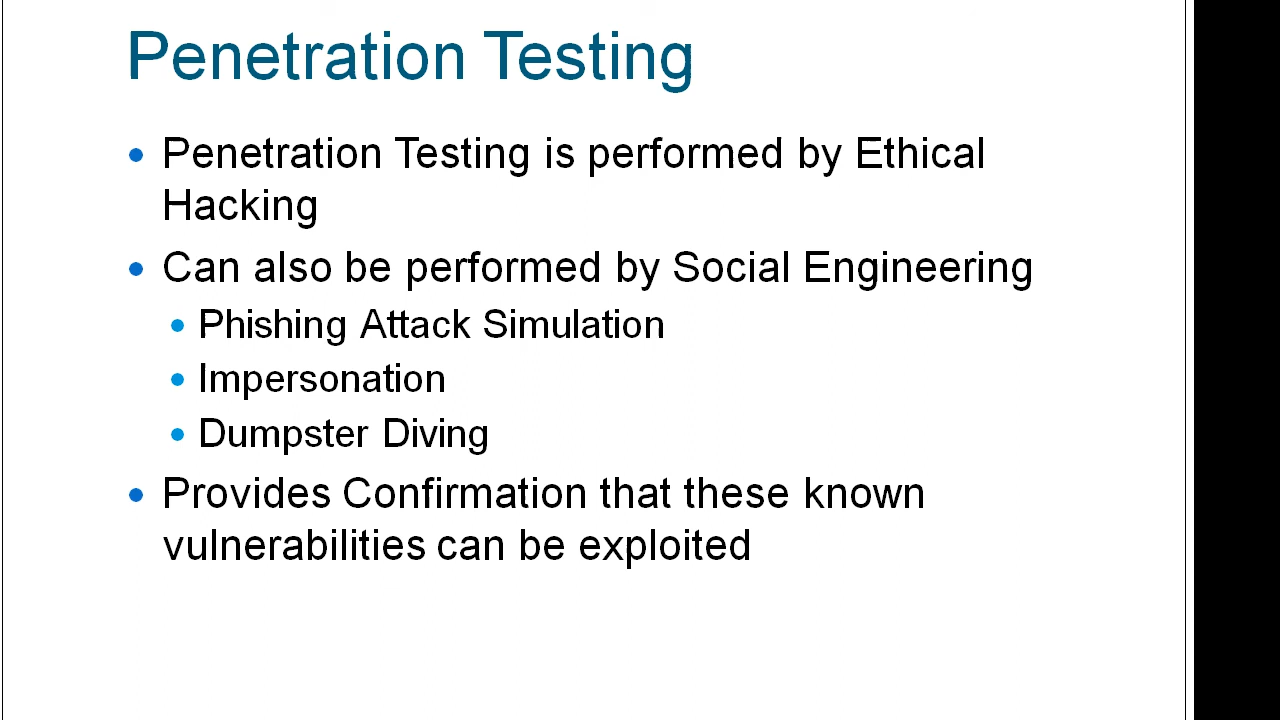 Penetration Testing
• Penetration Testing is performed by Ethical
Hacking
• Can also be performed by Social Engineering
• Phishing Attack Simulation
• Impersonation
• Dumpster Diving
• Provides Confirmation that these known
vulnerabilities can be exploited